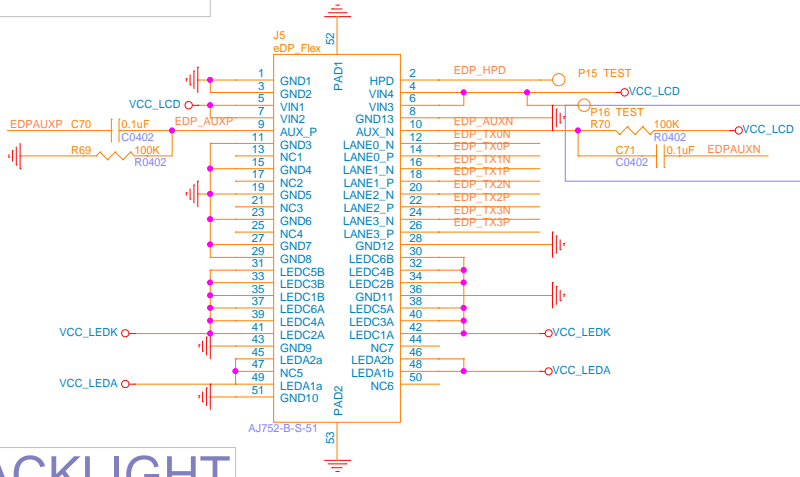 J5
eDP_Flex
52
PAD1
1 GND1 HPD 2 EDP_HPD P15 TEST
3 GND2 VIN4 4 VCC_LCD
VCC_LCD 5 VIN1 VIN3 6 P16 TEST
7 VIN2 GND13 8
EDPAUXP C70 0.1uF C0402 EDP_AUXP 9 AUX_P AUX_N 10 EDP_AUXN R70 100K R0402 VCC_LCD
11 GND3 LANE0_N 12 EDP_TX0N
R69 100K R0402 13 NC1 LANE0_P 14 EDP_TX0P C71 0.1uF C0402 EDPAUXN
15 GND4 LANE1_N 16 EDP_TX1N
17 NC2 LANE1_P 18 EDP_TX1P
19 GND5 LANE2_N 20 EDP_TX2N
21 NC3 LANE2_P 22 EDP_TX2P
23 GND6 LANE3_N 24 EDP_TX3N
25 NC4 LANE3_P 26 EDP_TX3P
27 GND7 GND12 28
29 GND8 LEDC6B 30
31 LEDC5B LEDC4B 32
33 LEDC3B LEDC2B 34
35 LEDC1B GND11 36
37 LEDC6A LEDC5A 38
39 LEDC4A LEDC3A 40
VCC_LEDK 41 LEDC2A LEDC1A 42 VCC_LEDK
43 GND9 NC7 44
45 LEDA2a LEDA2b 46
47 NC5 LEDA1b 48 VCC_LEDA
VCC_LEDA 49 LEDA1a NC6 50
51 GND10
PAD2
53
AJ752-B-S-51
ACKLIGHT